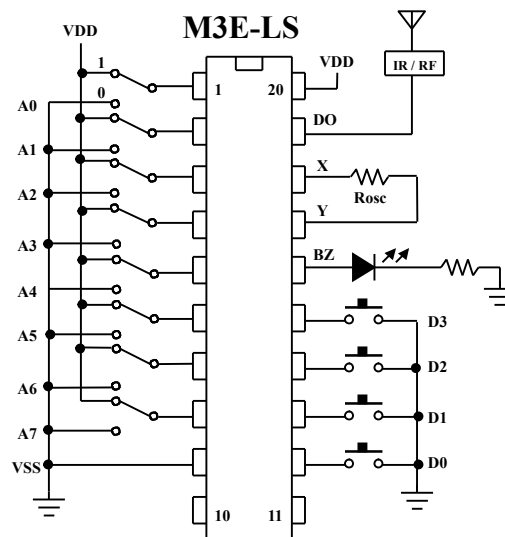 M3E-LS
VDD
1
0
1
20
VDD
IR / RF
A0
DO
A1
X
Rosc
A2
Y
A3
BZ
A4
D3
A5
D2
A6
D1
A7
VSS
D0
10
11